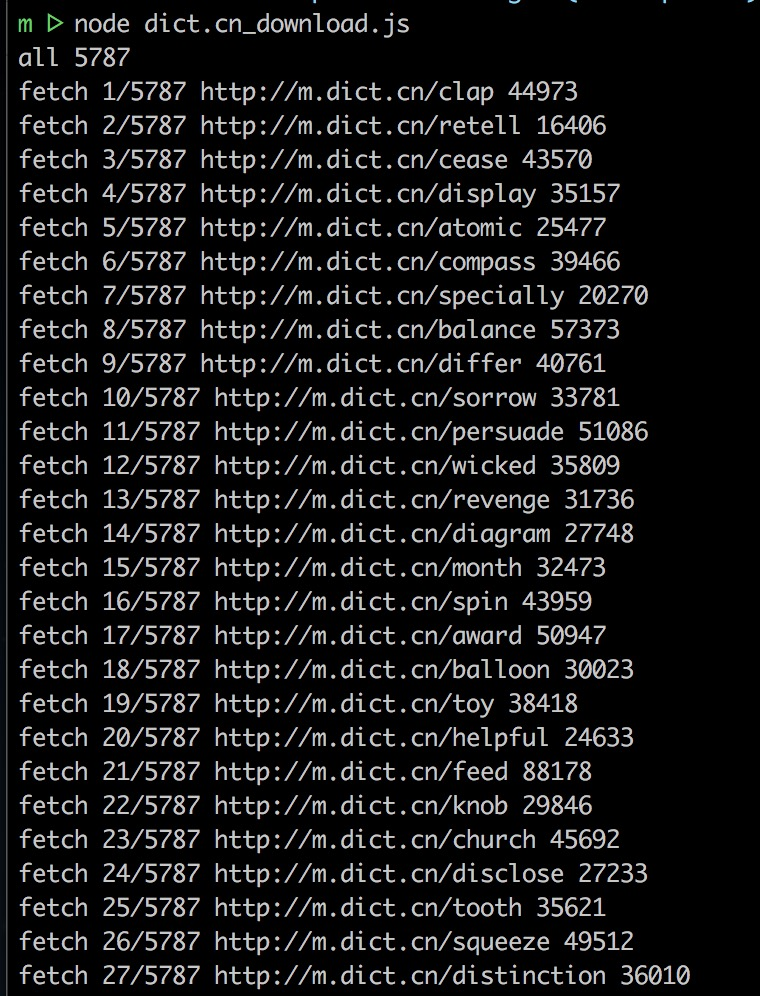 m ▷ node dict.cn_download.js
all 5787
fetch 1/5787 http://m.dict.cn/clap 44973
fetch 2/5787 http://m.dict.cn/retell 16406
fetch 3/5787 http://m.dict.cn/cease 43570
fetch 4/5787 http://m.dict.cn/display 35157
fetch 5/5787 http://m.dict.cn/atomic 25477
fetch 6/5787 http://m.dict.cn/compass 39466
fetch 7/5787 http://m.dict.cn/specially 20270
fetch 8/5787 http://m.dict.cn/balance 57373
fetch 9/5787 http://m.dict.cn/differ 40761
fetch 10/5787 http://m.dict.cn/sorrow 33781
fetch 11/5787 http://m.dict.cn/persuade 51086
fetch 12/5787 http://m.dict.cn/wicked 35809
fetch 13/5787 http://m.dict.cn/revenge 31736
fetch 14/5787 http://m.dict.cn/diagram 27748
fetch 15/5787 http://m.dict.cn/month 32473
fetch 16/5787 http://m.dict.cn/spin 43959
fetch 17/5787 http://m.dict.cn/award 50947
fetch 18/5787 http://m.dict.cn/balloon 30023
fetch 19/5787 http://m.dict.cn/toy 38418
fetch 20/5787 http://m.dict.cn/helpful 24633
fetch 21/5787 http://m.dict.cn/feed 88178
fetch 22/5787 http://m.dict.cn/knob 29846
fetch 23/5787 http://m.dict.cn/church 45692
fetch 24/5787 http://m.dict.cn/disclose 27233
fetch 25/5787 http://m.dict.cn/tooth 35621
fetch 26/5787 http://m.dict.cn/squeeze 49512
fetch 27/5787 http://m.dict.cn/distinction 36010